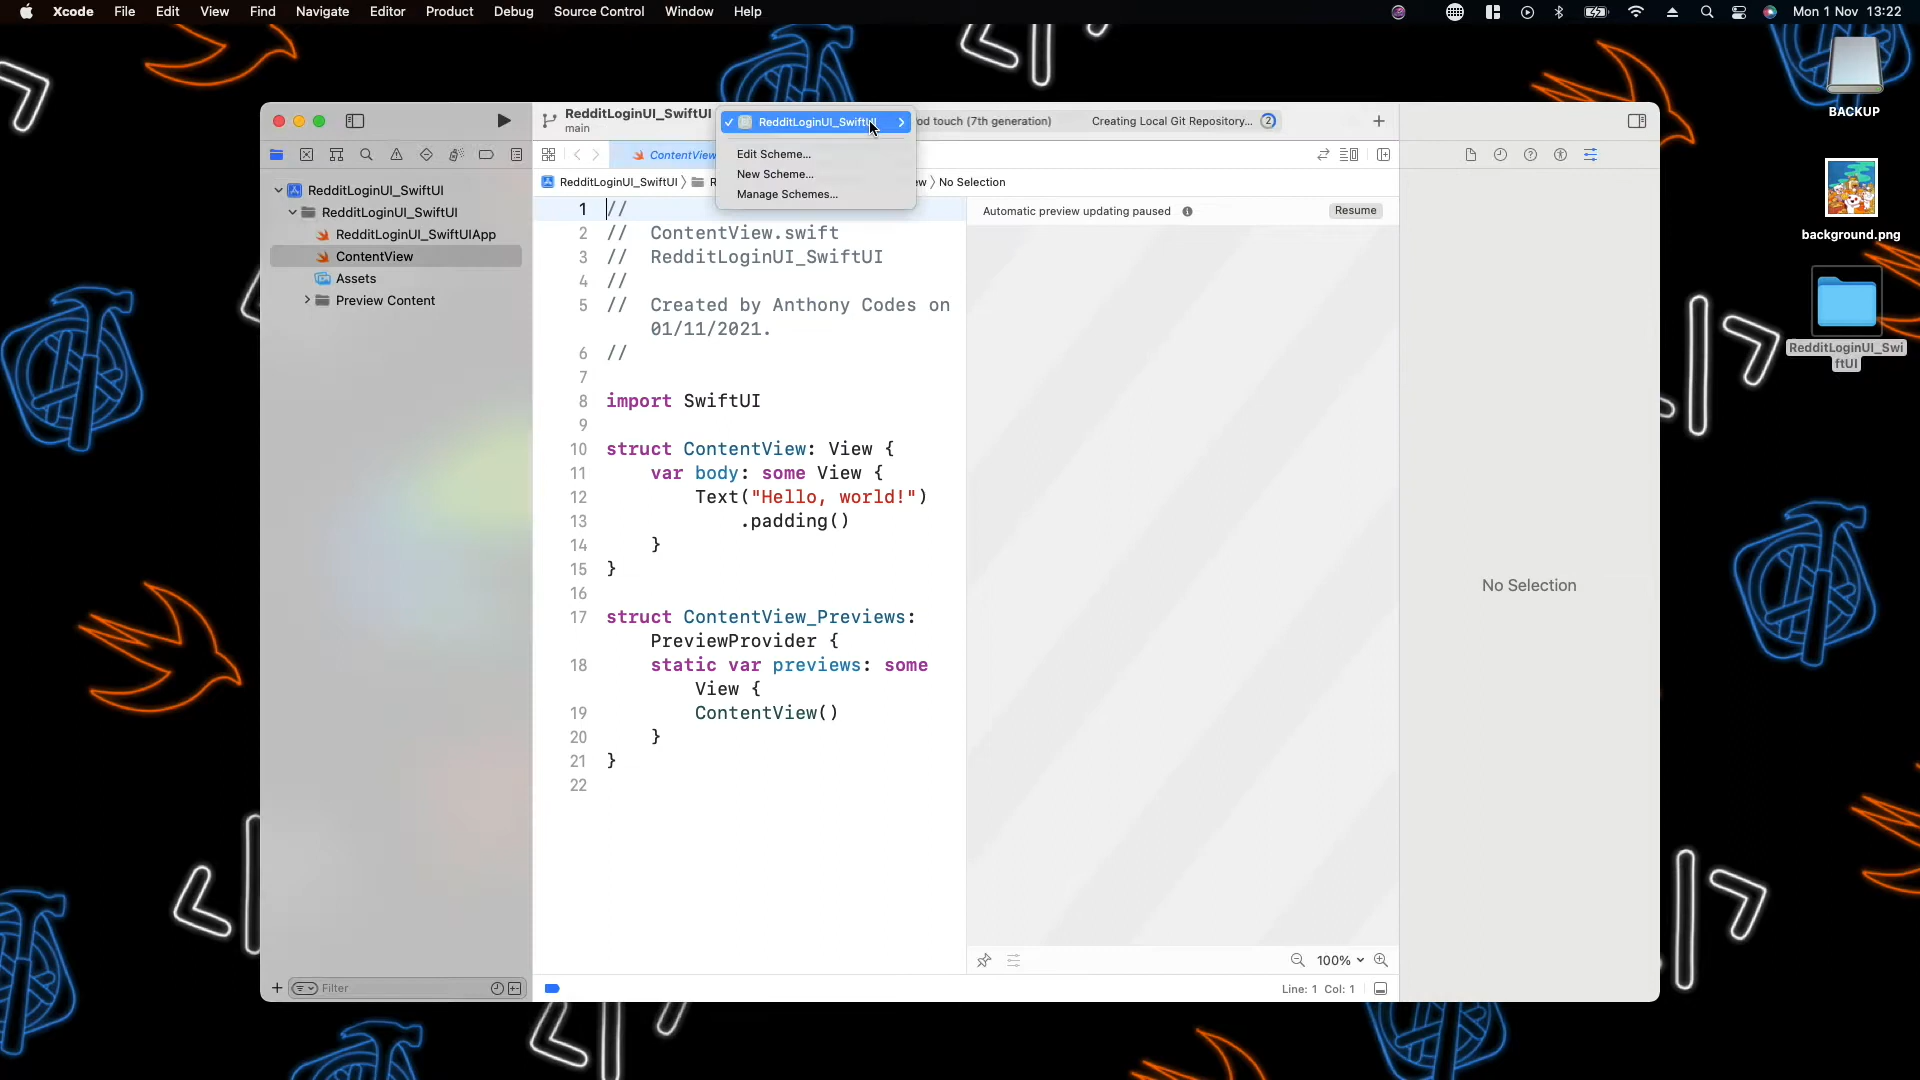 Xcode File Edit View Find Navigate Editor Product Debug Source Control Window Help
Mon 1 Nov 13:22
BACKUP
background.png
RedditLoginUI_Swi
ftUI
RedditLoginUI_SwiftUI
main
RedditLoginUI_SwiftUI
od touch (7th generation)
Creating Local Git Repository... 2
Edit Scheme...
New Scheme...
Manage Schemes...
ContentView
RedditLoginUI_SwiftUI
No Selection
RedditLoginUI_SwiftUI
RedditLoginUI_SwiftUI
RedditLoginUI_SwiftUIApp
ContentView
Assets
Preview Content
Filter
1 //
2 // ContentView.swift
3 // RedditLoginUI_SwiftUI
4 //
5 // Created by Anthony Codes on
01/11/2021.
6 //
7
8 import SwiftUI
9
10 struct ContentView: View {
11 var body: some View {
12 Text("Hello, world!")
13 .padding()
14 }
15 }
16
17 struct ContentView_Previews:
PreviewProvider {
18 static var previews: some
View {
19 ContentView()
20 }
21 }
22
Automatic preview updating paused
Resume
100%
Line: 1 Col: 1
No Selection